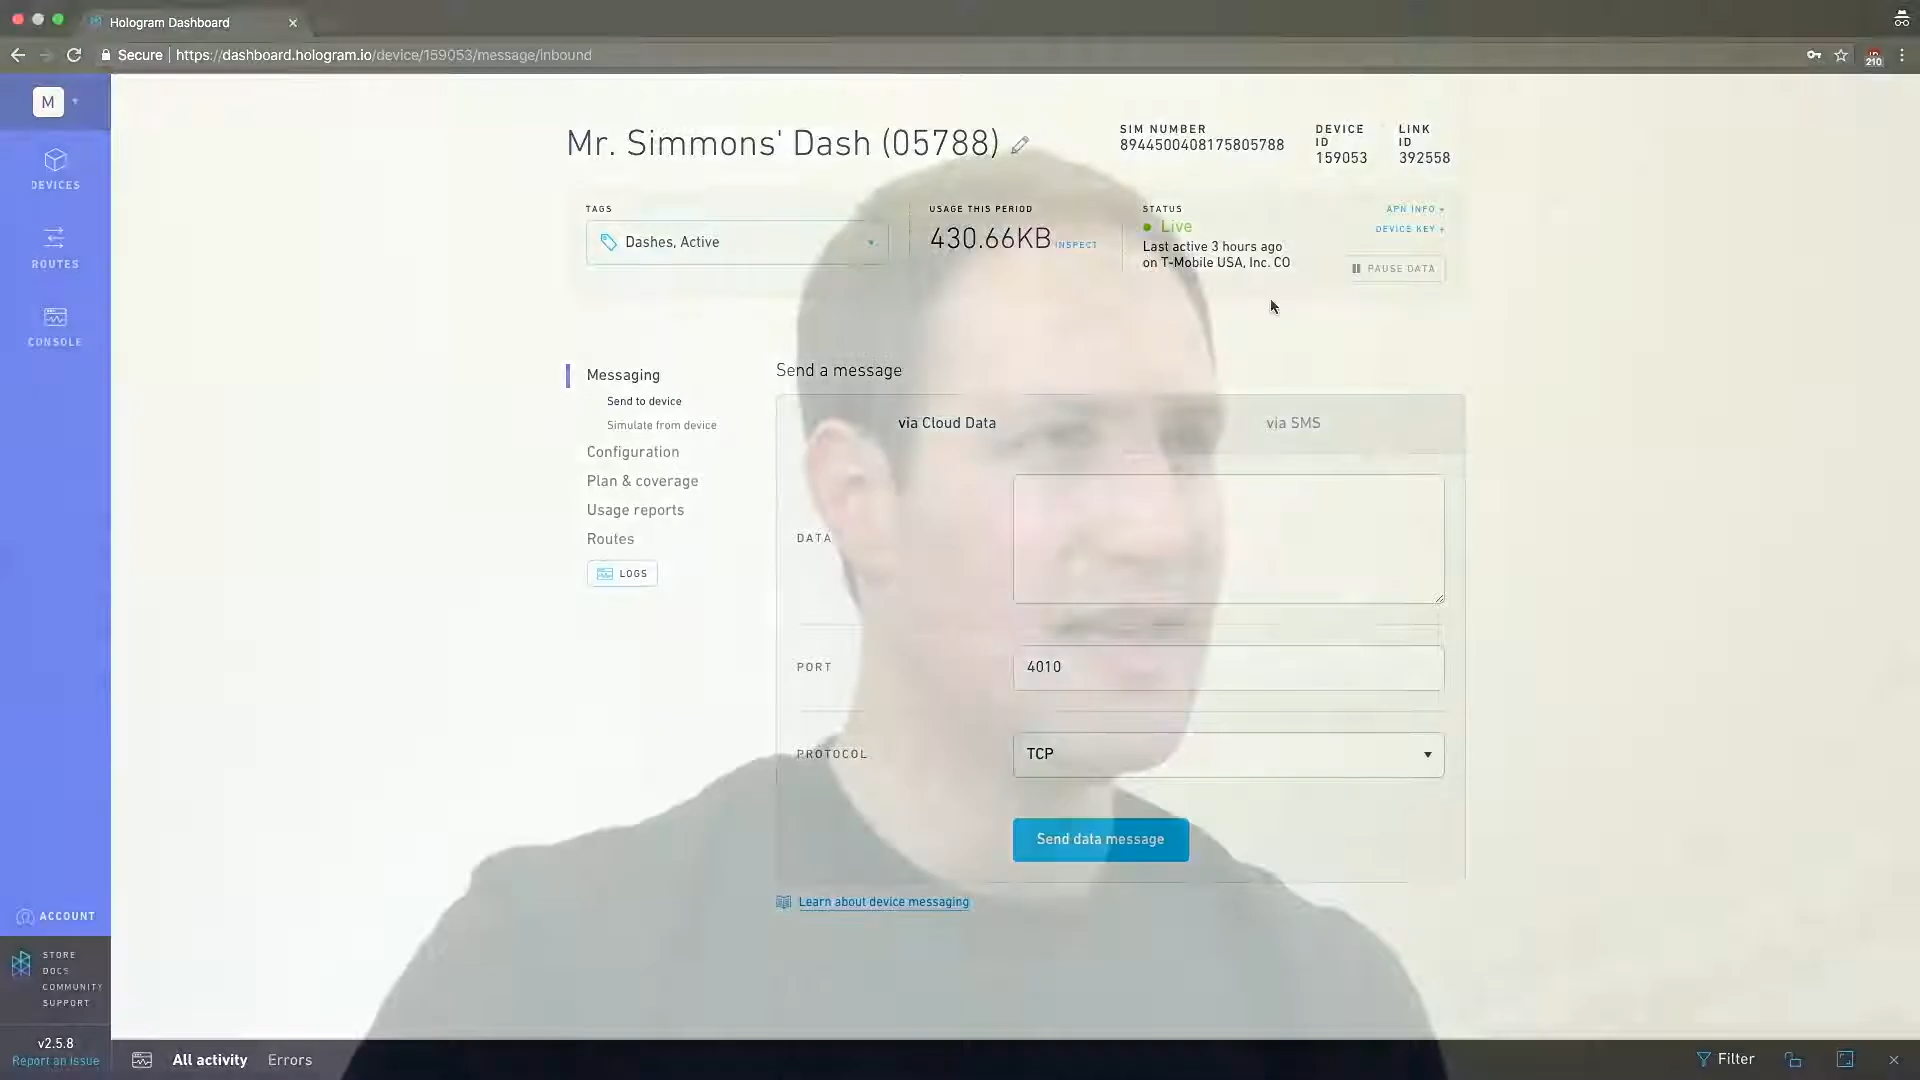 Hologram Dashboard
Secure
https://dashboard.hologram.io/device/159053/message/inbound
210
M
DEVICES
ROUTES
CONSOLE
ACCOUNT
STORE
DOCS
COMMUNITY
SUPPORT
v2.5.8
Report an issue
Mr. Simmons' Dash (05788)
SIM NUMBER
8944500408175805788
DEVICE
ID
159053
LINK
ID
392558
TAGS
Dashes, Active
USAGE THIS PERIOD
430.66KB INSPECT
STATUS
Live
Last active 3 hours ago
on T-Mobile USA, Inc. CO
APN INFO
DEVICE KEY
PAUSE DATA
Messaging
Send to device
Simulate from device
Configuration
Plan & coverage
Usage reports
Routes
LOGS
Send a message
via Cloud Data
via SMS
DATA
PORT
4010
PROTOCOL
TCP
Send data message
Learn about device messaging
All activity
Errors
Filter